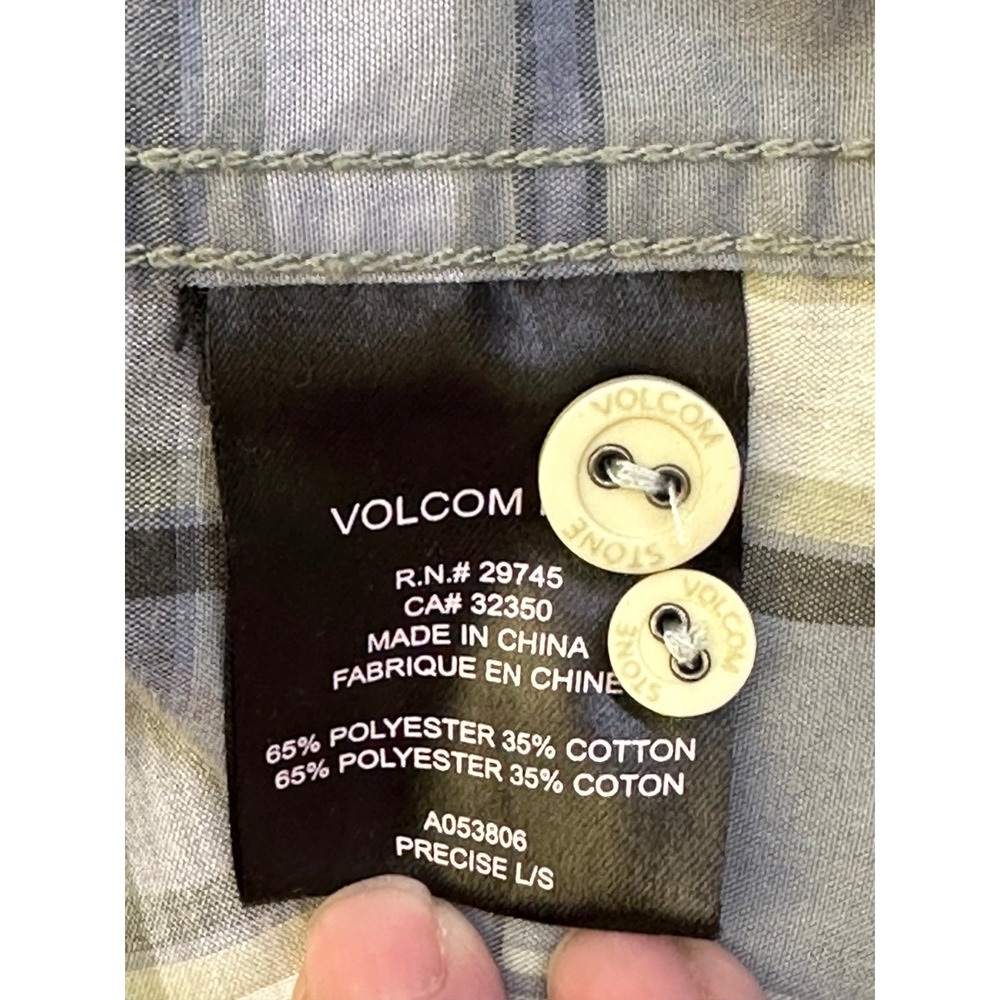 VOLCOM
R.N.# 29745
CA# 32350
MADE IN CHINA
FABRIQUE EN CHINE
65% POLYESTER 35% COTTON
65% POLYESTER 35% COTON
A053806
PRECISE L/S
VOLCOM
STONE
VOLCOM
STONE